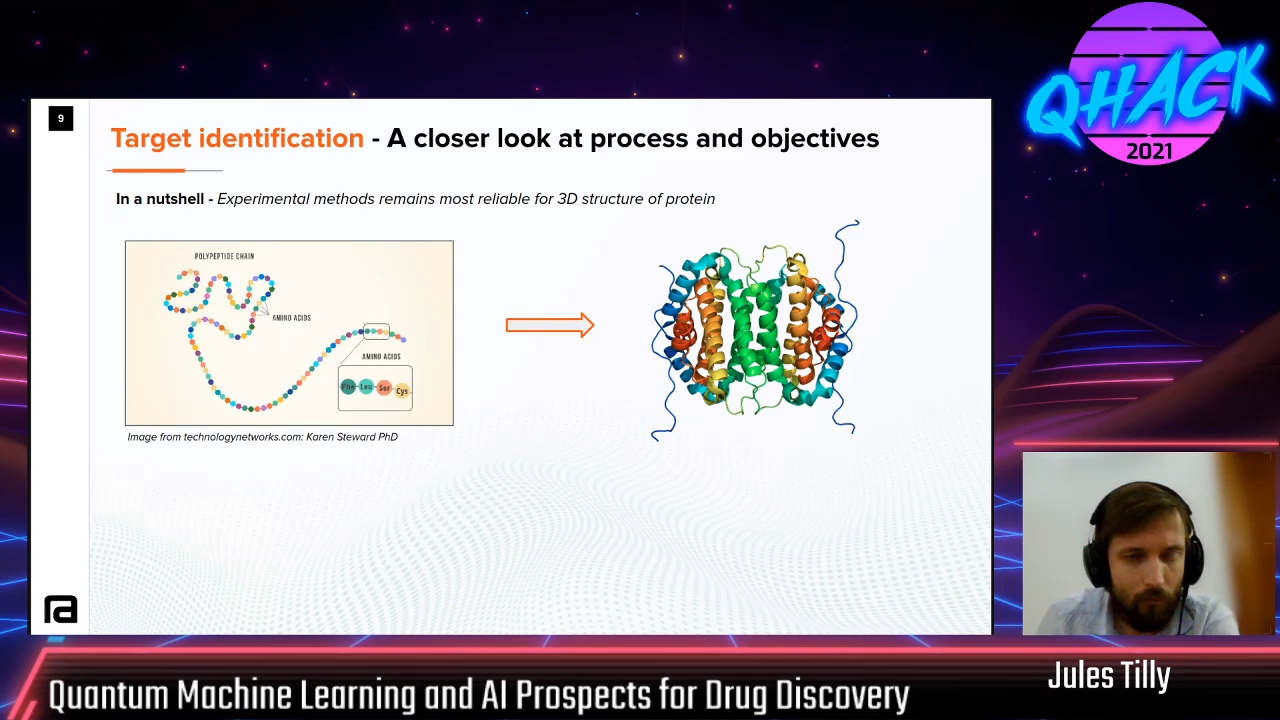 9
Target identification - A closer look at process and objectives
In a nutshell - Experimental methods remains most reliable for 3D structure of protein
POLYPEPTIDE CHAIN
AMINO ACIDS
AMINO ACIDS
Phe Leu Ser Cys
Image from technologynetworks.com: Karen Steward PhD
ra
QHACK
2021
Jules Tilly
Quantum Machine Learning and AI Prospects for Drug Discovery